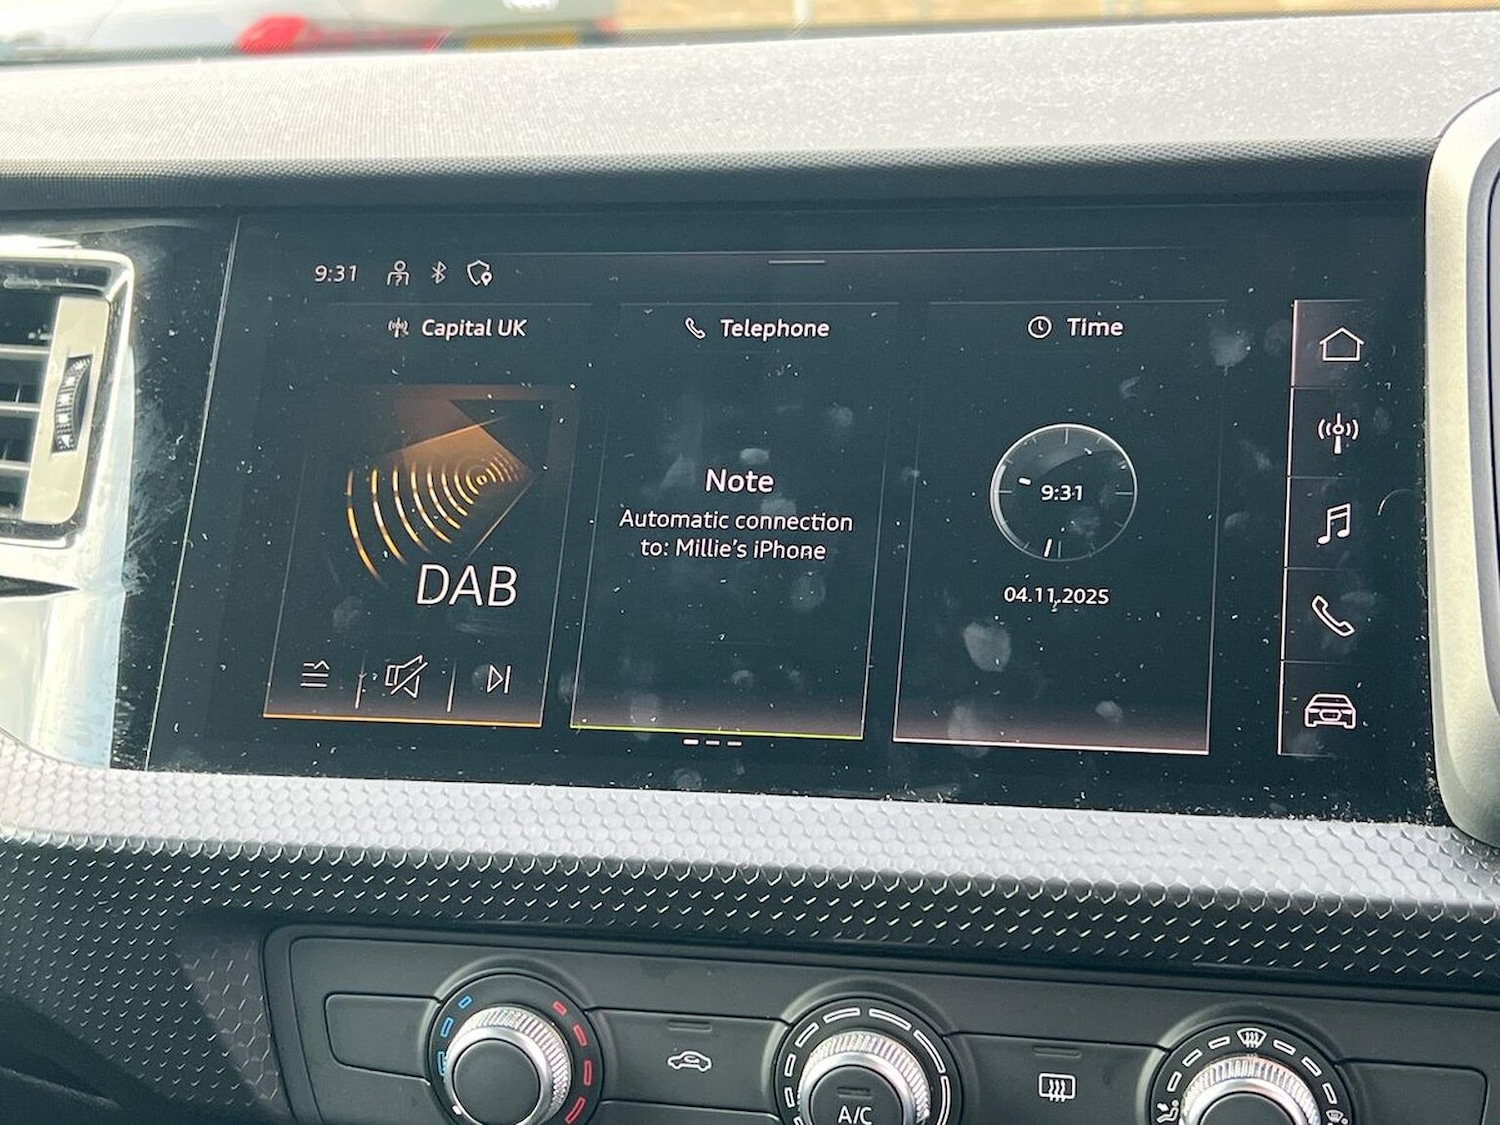 9:31
Capital UK
Telephone
Time
DAB
Note
Automatic connection
to: Millie's iPhone
9:31
04.11.2025
A/C